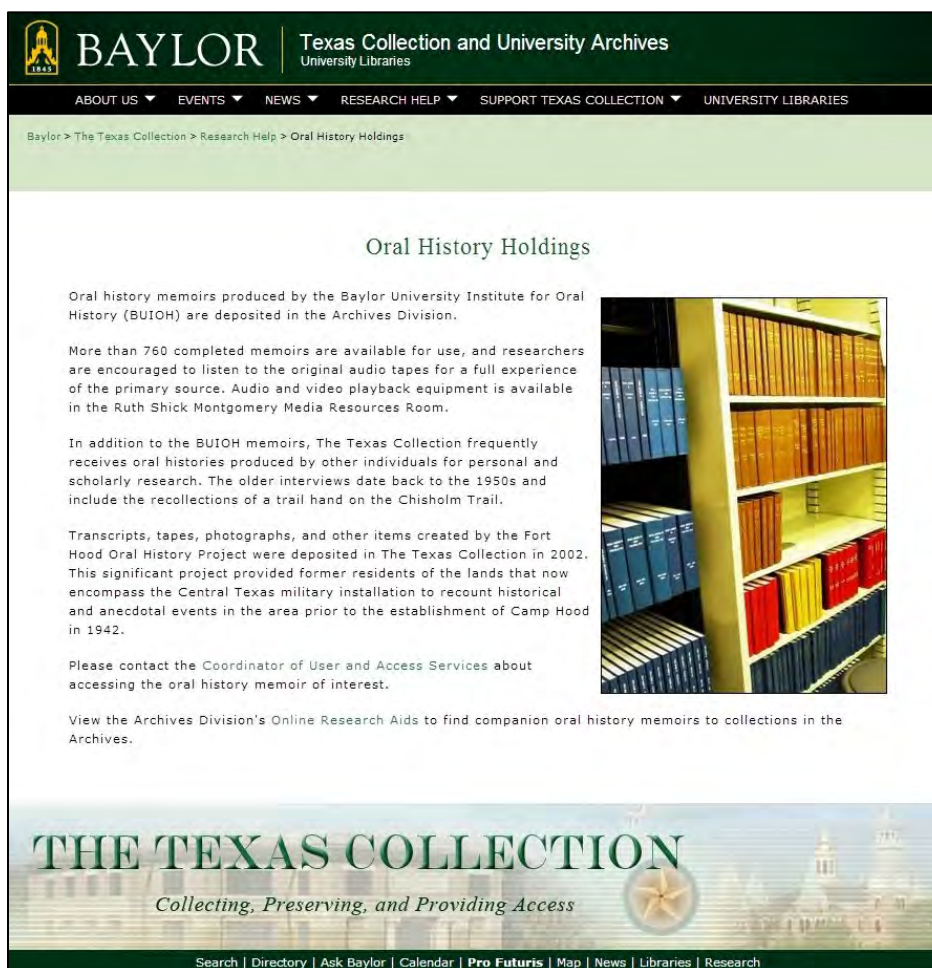 1845
BAYLOR
Texas Collection and University Archives
University Libraries
ABOUT US ▼ EVENTS ▼ NEWS ▼ RESEARCH HELP ▼ SUPPORT TEXAS COLLECTION ▼ UNIVERSITY LIBRARIES
Baylor > The Texas Collection > Research Help > Oral History Holdings
Oral History Holdings
Oral history memoirs produced by the Baylor University Institute for Oral
History (BUIOH) are deposited in the Archives Division.
More than 760 completed memoirs are available for use, and researchers
are encouraged to listen to the original audio tapes for a full experience
of the primary source. Audio and video playback equipment is available
in the Ruth Shick Montgomery Media Resources Room.
In addition to the BUIOH memoirs, The Texas Collection frequently
receives oral histories produced by other individuals for personal and
scholarly research. The older interviews date back to the 1950s and
include the recollections of a trail hand on the Chisholm Trail.
Transcripts, tapes, photographs, and other items created by the Fort
Hood Oral History Project were deposited in The Texas Collection in 2002.
This significant project provided former residents of the lands that now
encompass the Central Texas military installation to recount historical
and anecdotal events in the area prior to the establishment of Camp Hood
in 1942.
Please contact the Coordinator of User and Access Services about
accessing the oral history memoir of interest.
View the Archives Division's Online Research Aids to find companion oral history memoirs to collections in the
Archives.
THE TEXAS COLLECTION
Collecting, Preserving, and Providing Access
Search | Directory | Ask Baylor | Calendar | Pro Futuris | Map | News | Libraries | Research